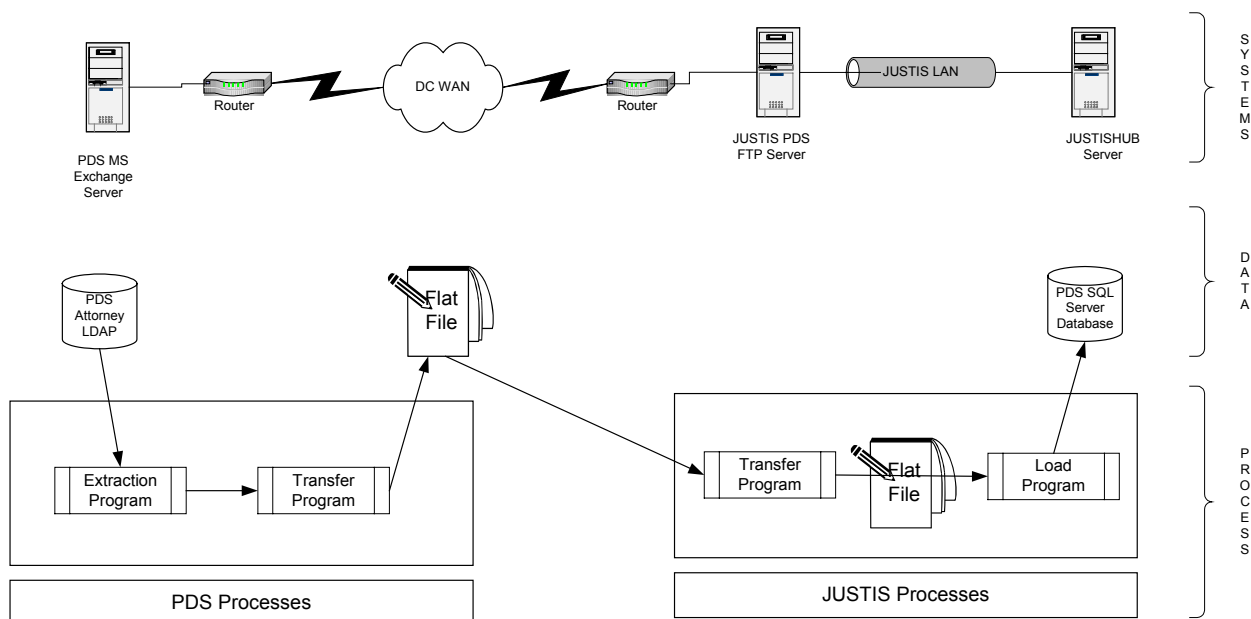 Router
DC WAN
Router
JUSTIS LAN
PDS MS
Exchange
Server
JUSTIS PDS
FTP Server
JUSTISHUB
Server
S
Y
S
T
E
M
S
PDS
Attorney
LDAP
Flat
File
PDS SQL
Server
Database
D
A
T
A
Extraction
Program
Transfer
Program
Transfer
Program
Flat
File
Load
Program
P
R
O
C
E
S
S
PDS Processes
JUSTIS Processes